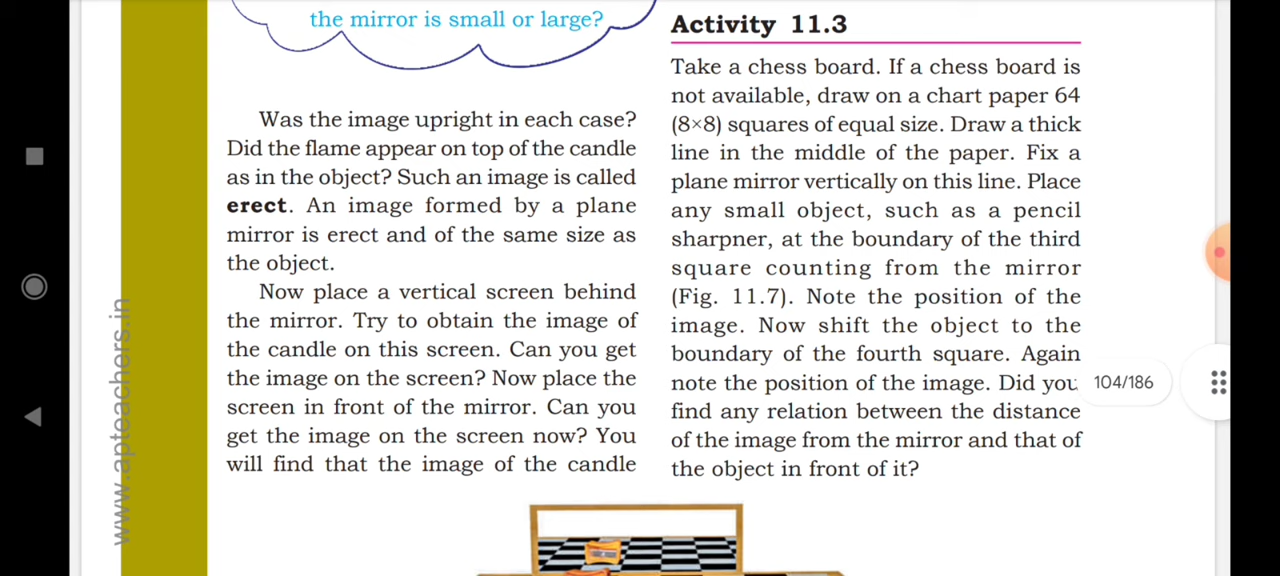 the mirror is small or large?
Was the image upright in each case?
Did the flame appear on top of the candle
as in the object? Such an image is called
erect. An image formed by a plane
mirror is erect and of the same size as
the object.
Now place a vertical screen behind
the mirror. Try to obtain the image of
the candle on this screen. Can you get
the image on the screen? Now place the
screen in front of the mirror. Can you
get the image on the screen now? You
will find that the image of the candle
Activity 11.3
Take a chess board. If a chess board is
not available, draw on a chart paper 64
(8×8) squares of equal size. Draw a thick
line in the middle of the paper. Fix a
plane mirror vertically on this line. Place
any small object, such as a pencil
sharpner, at the boundary of the third
square counting from the mirror
(Fig. 11.7). Note the position of the
image. Now shift the object to the
boundary of the fourth square. Again
note the position of the image. Did you
find any relation between the distance
of the image from the mirror and that of
the object in front of it?
104/186
www.apteachers.in